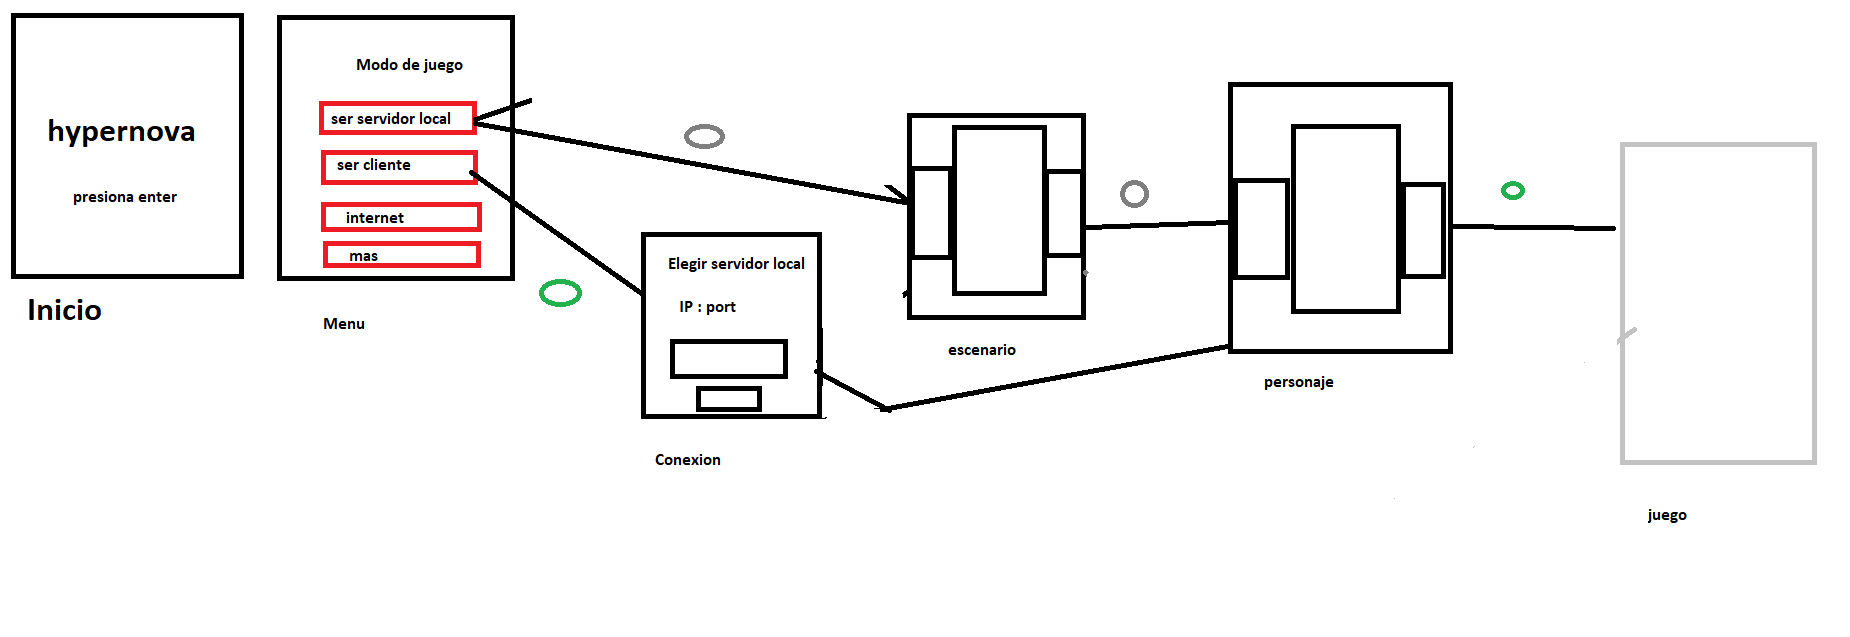 hypernova
presiona enter
Inicio
Modo de juego
ser servidor local
ser cliente
internet
mas
Menu
Elegir servidor local
IP : port
Conexion
escenario
personaje
juego